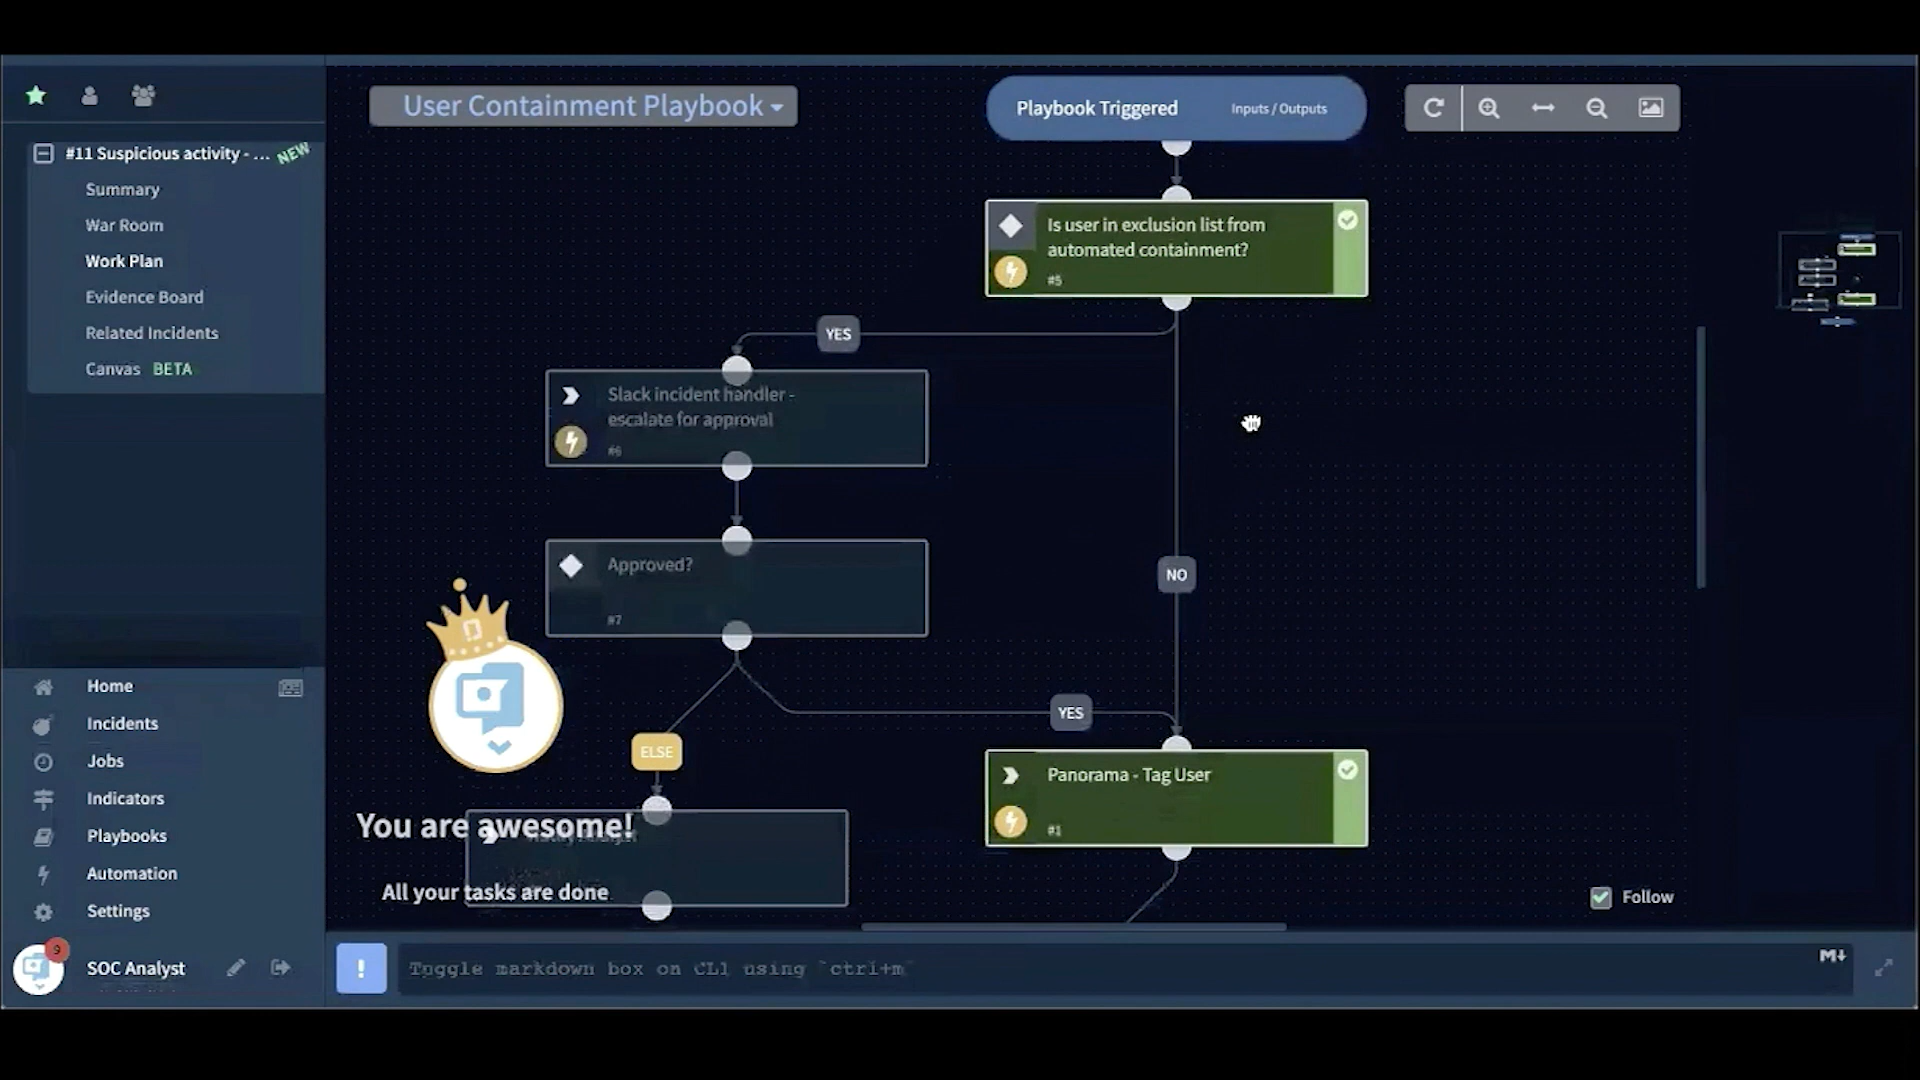 #11 Suspicious activity - ... NEW
Summary
War Room
Work Plan
Evidence Board
Related Incidents
Canvas BETA
Home
Incidents
Jobs
Indicators
Playbooks
Automation
Settings
9
SOC Analyst
User Containment Playbook
Playbook Triggered
Inputs / Outputs
Is user in exclusion list from
automated containment?
#5
YES
Slack incident handler -
escalate for approval
#6
Approved?
#7
NO
YES
ELSE
Panorama - Tag User
#1
You are awesome!
All your tasks are done
Follow
!
Toggle markdown box on CLI using `ctrl+m`
M↓